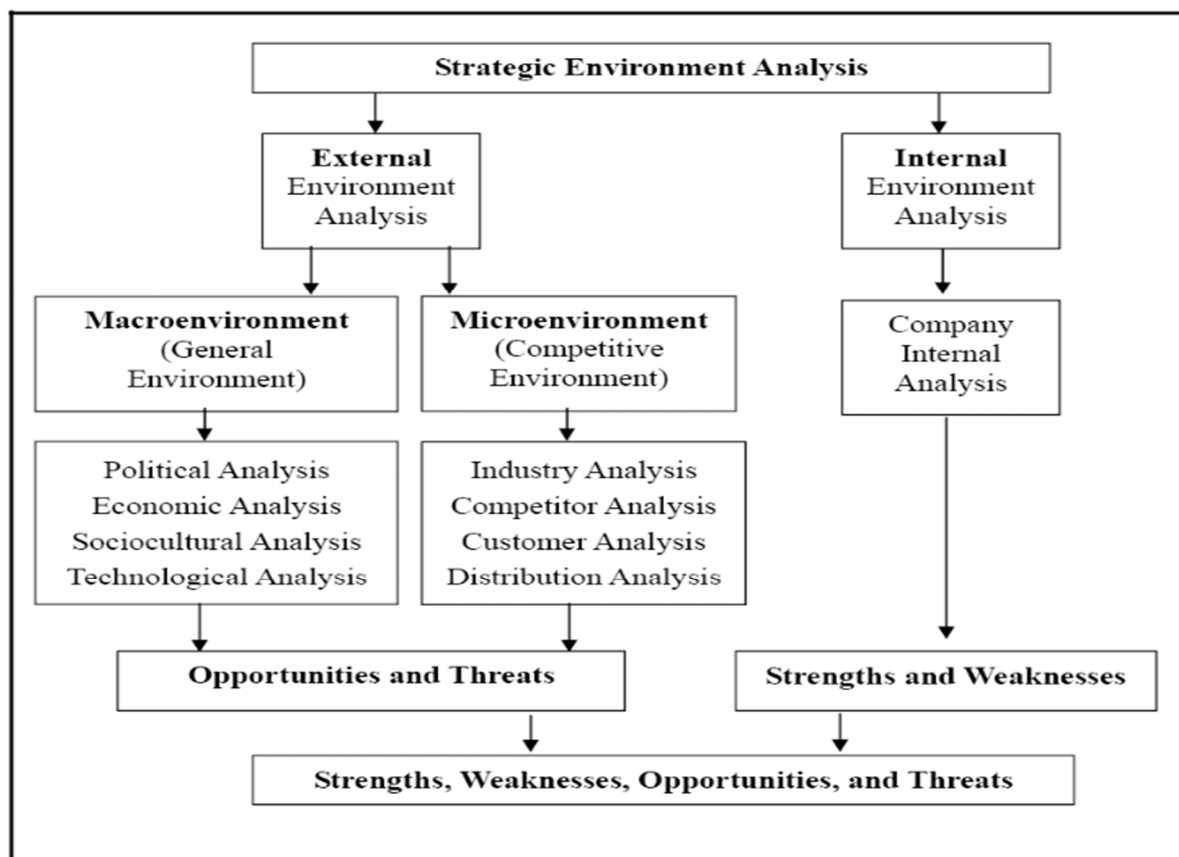 Strategic Environment Analysis
External
Environment
Analysis
Internal
Environment
Analysis
Macroenvironment
(General
Environment)
Microenvironment
(Competitive
Environment)
Company
Internal
Analysis
Political Analysis
Economic Analysis
Sociocultural Analysis
Technological Analysis
Industry Analysis
Competitor Analysis
Customer Analysis
Distribution Analysis
Opportunities and Threats
Strengths and Weaknesses
Strengths, Weaknesses, Opportunities, and Threats